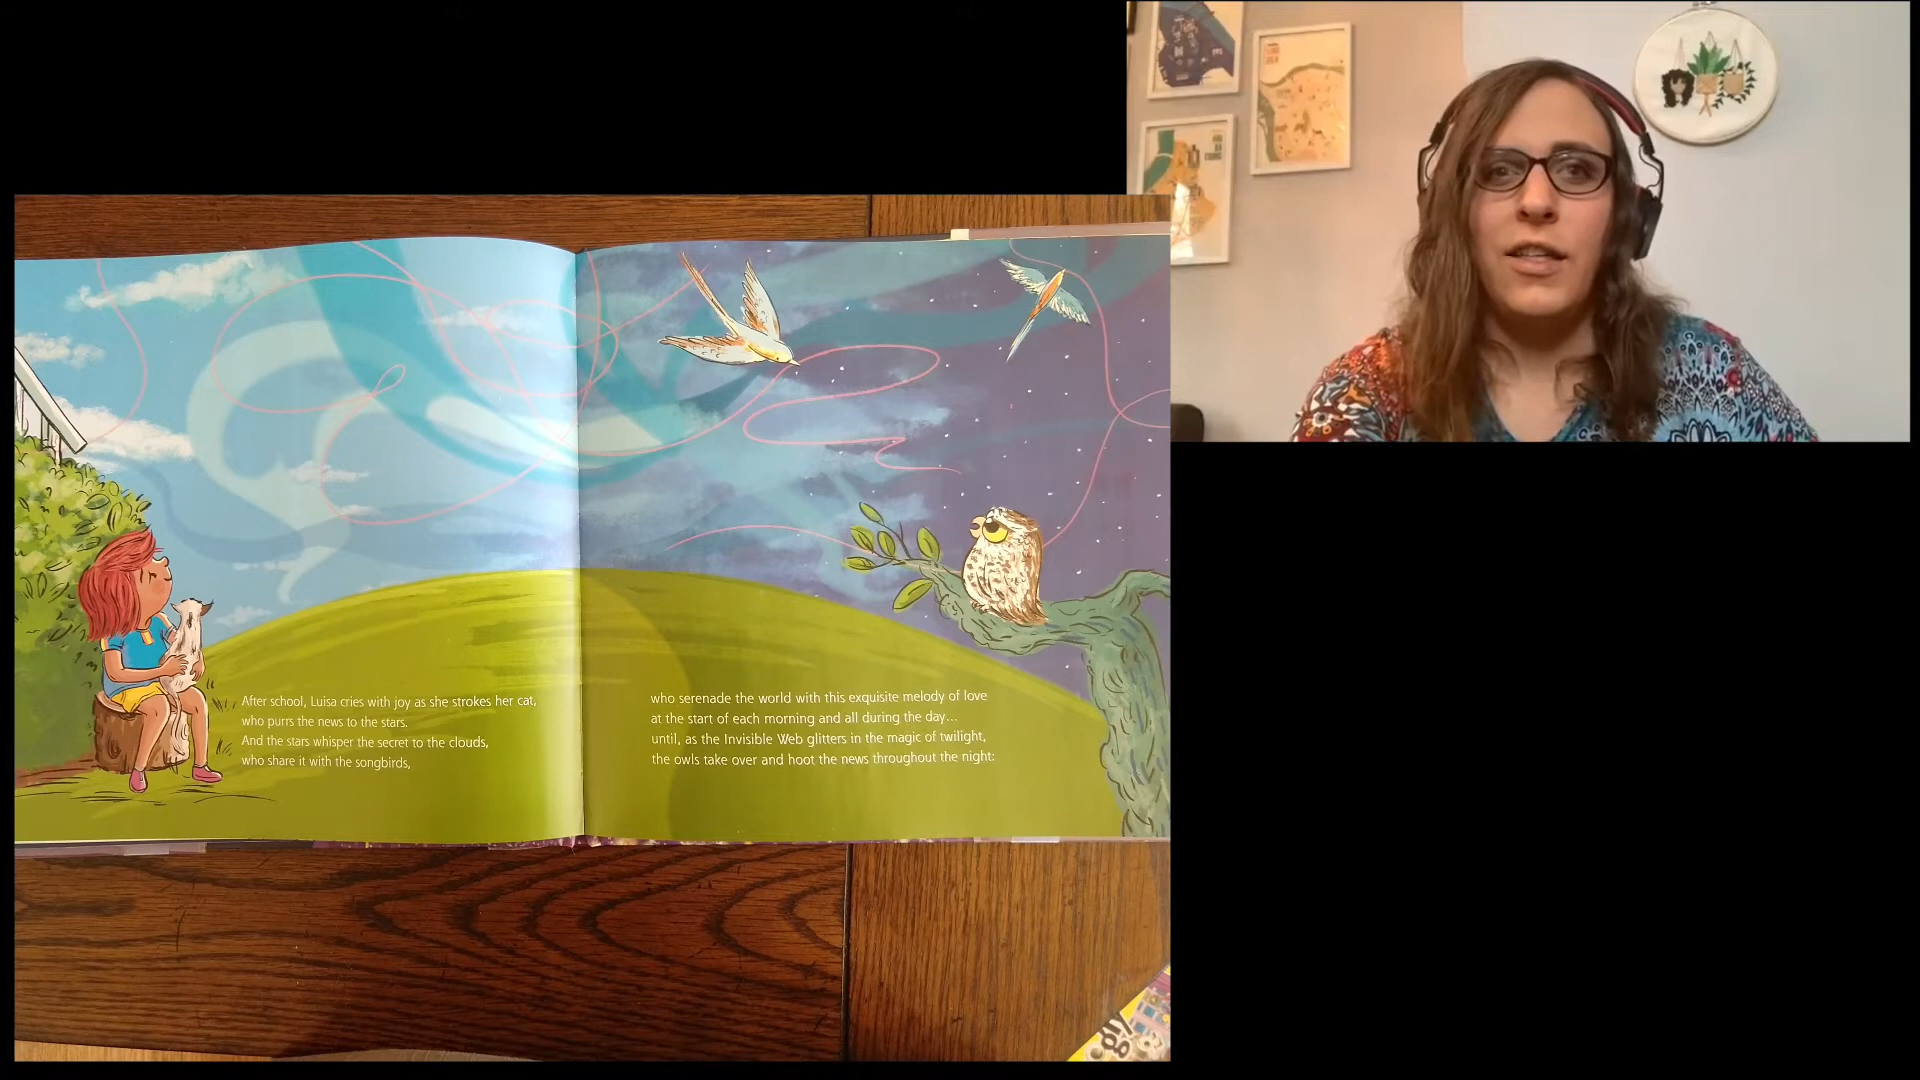 After school, Luisa cries with joy as she strokes her cat,
who purrs the news to the stars.
And the stars whisper the secret to the clouds,
who share it with the songbirds,
who serenade the world with this exquisite melody of love
at the start of each morning and all during the day...
until, as the Invisible Web glitters in the magic of twilight,
the owls take over and hoot the news throughout the night: